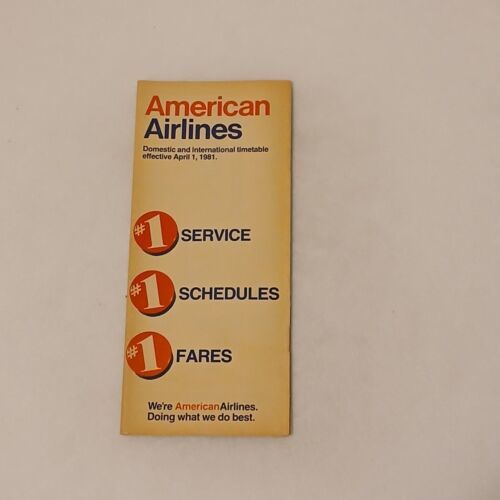 American
Airlines
Domestic and international timetable
effective April 1, 1981.
#1 SERVICE
#1 SCHEDULES
#1 FARES
We're AmericanAirlines.
Doing what we do best.